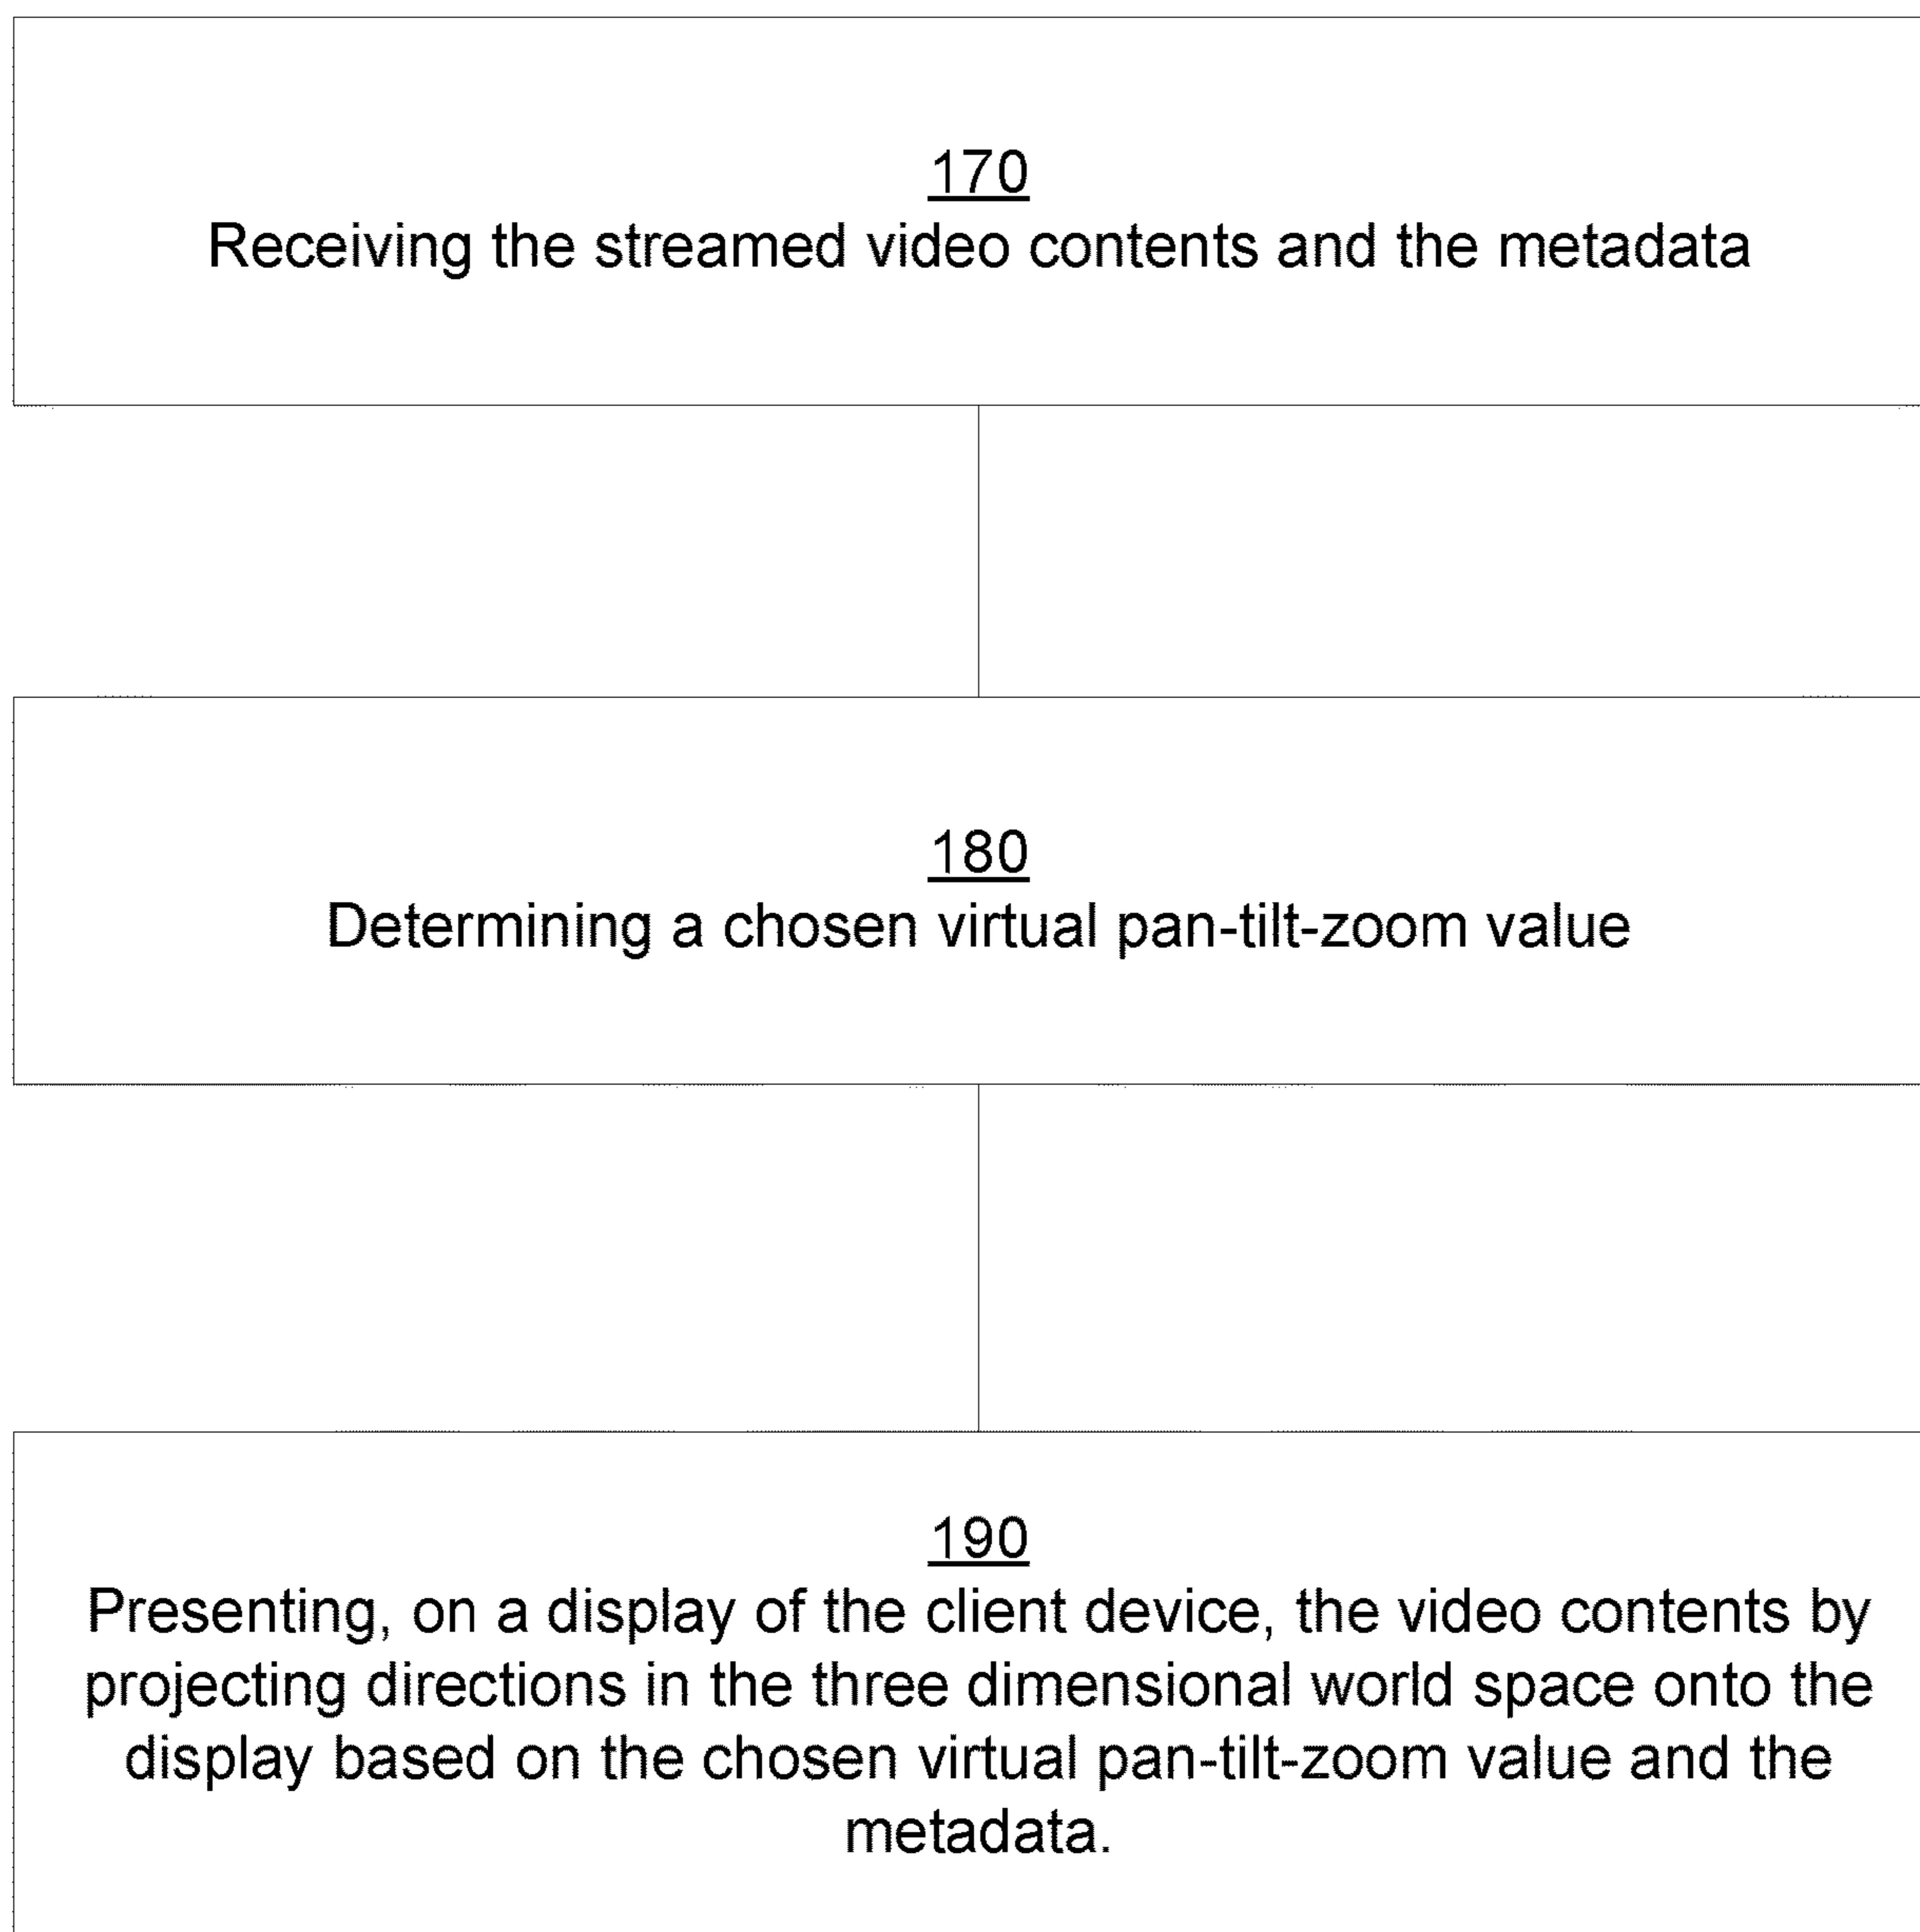 170
Receiving the streamed video contents and the metadata
180
Determining a chosen virtual pan-tilt-zoom value
190
Presenting, on a display of the client device, the video contents by
projecting directions in the three dimensional world space onto the
display based on the chosen virtual pan-tilt-zoom value and the
metadata.